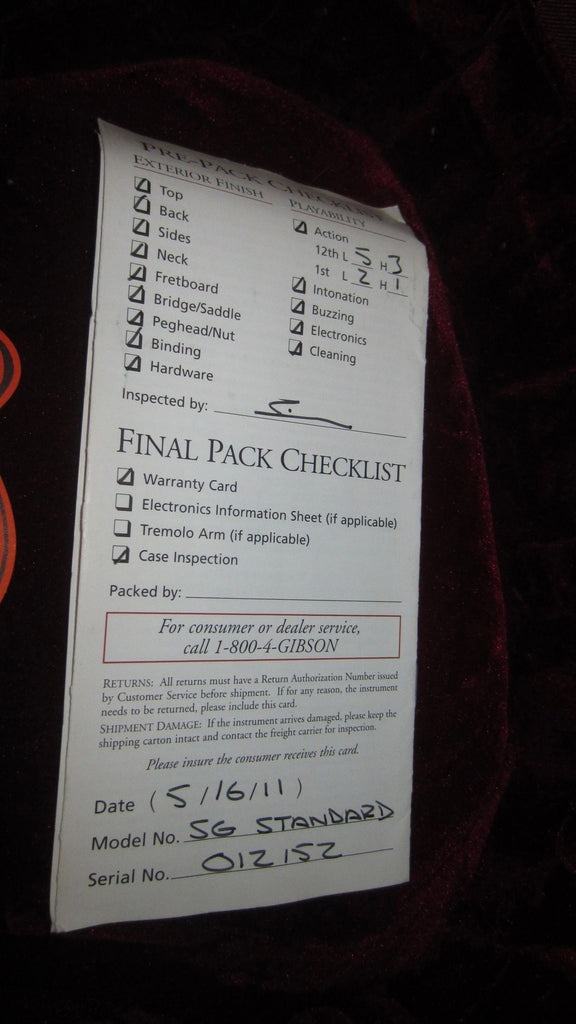 PRE-PACK CHECKLIST
EXTERIOR FINISH
Top
Back
Sides
Neck
Fretboard
Bridge/Saddle
Peghead/Nut
Binding
Hardware
PLAYABILITY
Action
12th L 5 H 3
1st L 2 H 1
Intonation
Buzzing
Electronics
Cleaning
Inspected by:
FINAL PACK CHECKLIST
Warranty Card
Electronics Information Sheet (if applicable)
Tremolo Arm (if applicable)
Case Inspection
Packed by:
For consumer or dealer service,
call 1-800-4-GIBSON
RETURNS: All returns must have a Return Authorization Number issued
by Customer Service before shipment. If for any reason, the instrument
needs to be returned, please include this card.
SHIPMENT DAMAGE: If the instrument arrives damaged, please keep the
shipping carton intact and contact the freight carrier for inspection.
Please insure the consumer receives this card.
Date (5/16/11)
Model No. SG STANDARD
Serial No. 012152